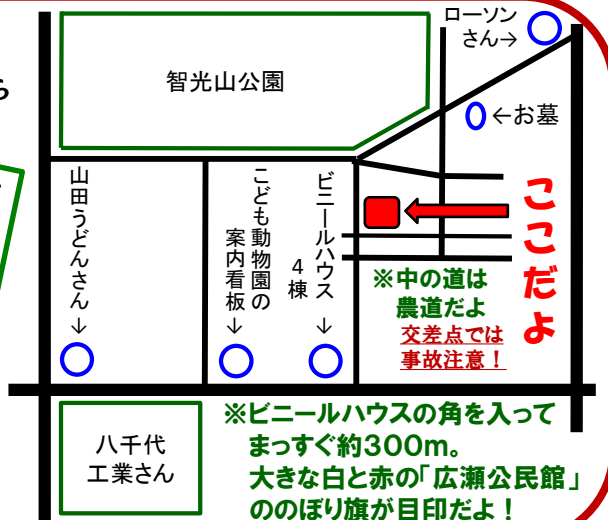 ローソン
さん→
ら
智光山公園
←お墓
山田うどんさん↓
こども動物園の
案内看板↓
ビニールハウス
4棟 ↓
ここだよ
※中の道は
農道だよ
交差点では
事故注意！
八千代
工業さん
※ビニールハウスの角を入って
まっすぐ約300m。
大きな白と赤の「広瀬公民館」
ののぼり旗が目印だよ！